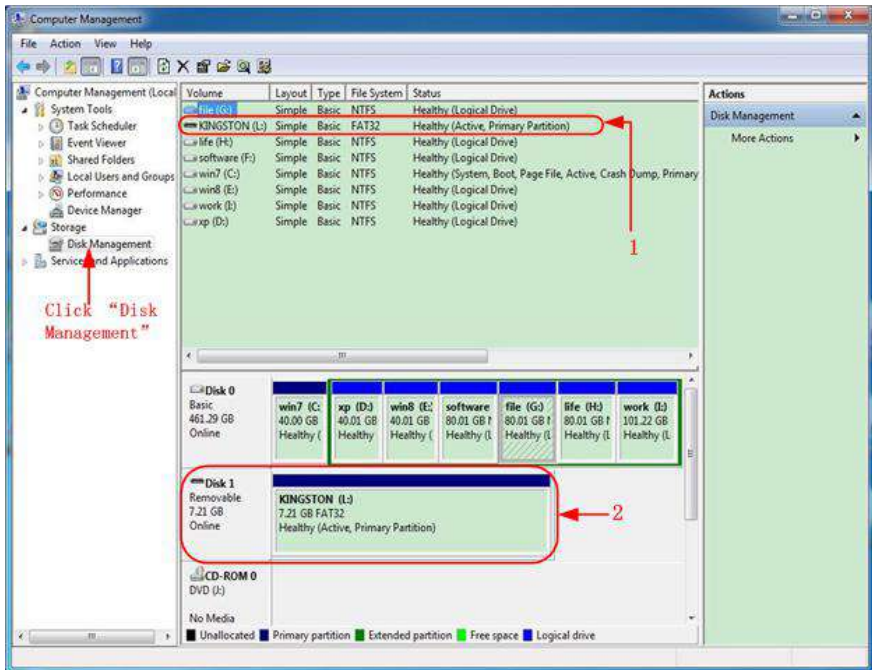 Computer Management
File Action View Help
Computer Management (Local
System Tools
Task Scheduler
Event Viewer
Shared Folders
Local Users and Groups
Performance
Device Manager
Storage
Disk Management
Services and Applications
Click “Disk
Management”
Volume Layout Type File System Status
file (G:) Simple Basic NTFS Healthy (Logical Drive)
KINGSTON (L:) Simple Basic FAT32 Healthy (Active, Primary Partition)
life (H:) Simple Basic NTFS Healthy (Logical Drive)
software (F:) Simple Basic NTFS Healthy (Logical Drive)
win7 (C:) Simple Basic NTFS Healthy (System, Boot, Page File, Active, Crash Dump, Primary
win8 (E:) Simple Basic NTFS Healthy (Logical Drive)
work (I:) Simple Basic NTFS Healthy (Logical Drive)
xp (D:) Simple Basic NTFS Healthy (Logical Drive)
1
Actions
Disk Management
More Actions
Disk 0
Basic
461.29 GB
Online
win7 (C:
40.00 GB
Healthy (
xp (D:)
40.01 GB
Healthy
win8 (E:
40.01 GB
Healthy (
software
80.01 GB
Healthy (L
file (G:)
80.01 GB
Healthy (L
life (H:)
80.01 GB
Healthy (L
work (I:)
101.22 GB
Healthy (L
Disk 1
Removable
7.21 GB
Online
KINGSTON (L:)
7.21 GB FAT32
Healthy (Active, Primary Partition)
2
CD-ROM 0
DVD (J:)
No Media
Unallocated Primary partition Extended partition Free space Logical drive